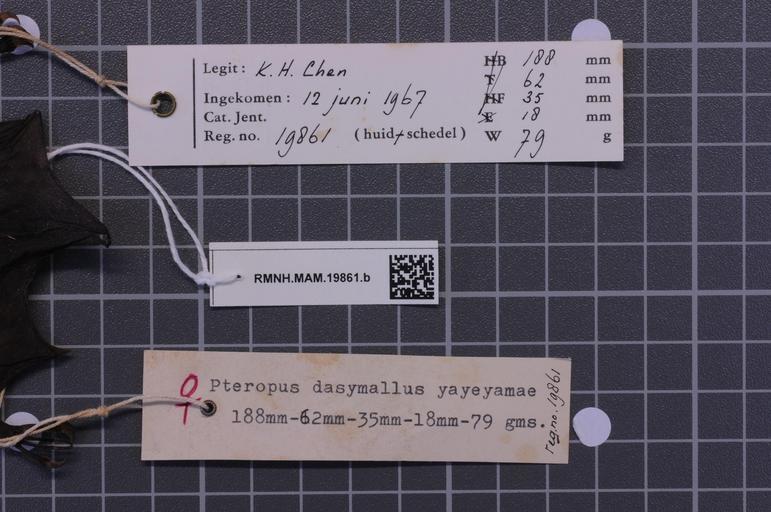 Legit: K. H. Chen
HB 188 mm
T 62 mm
Ingekomen: 12 juni 1967
HF 35 mm
Cat. Jent.
E 18 mm
Reg. no. 19861 (huid + schedel)
W 79 g
RMNH.MAM.19861.b
♀ Pteropus dasymallus yayeyamae
188mm-62mm-35mm-18mm-79 gms.
reg.no. 19861